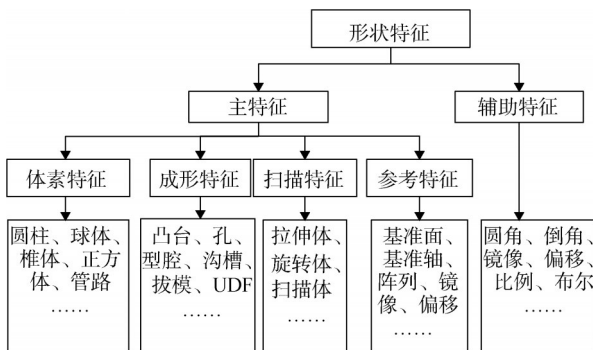 形状特征
主特征
辅助特征
体素特征
成形特征
扫描特征
参考特征
圆柱、球体、
椎体、正方
体、管路
……
凸台、孔、
型腔、沟槽、
拔模、UDF
……
拉伸体、
旋转体、
扫描体
……
基准面、
基准轴、
阵列、镜
像、偏移
……
圆角、倒角、
镜像、偏移、
比例、布尔
……